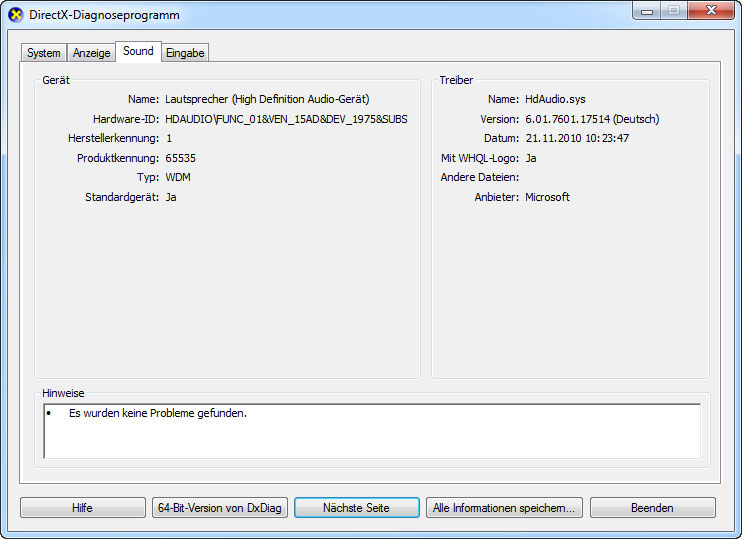 DirectX-Diagnoseprogramm
System Anzeige Sound Eingabe
Gerät
Name: Lautsprecher (High Definition Audio-Gerät)
Hardware-ID: HDAUDIO\FUNC_01&VEN_15AD&DEV_1975&SUBS
Herstellerkennung: 1
Produktkennung: 65535
Typ: WDM
Standardgerät: Ja
Treiber
Name: HdAudio.sys
Version: 6.01.7601.17514 (Deutsch)
Datum: 21.11.2010 10:23:47
Mit WHQL-Logo: Ja
Andere Dateien:
Anbieter: Microsoft
Hinweise
• Es wurden keine Probleme gefunden.
Hilfe 64-Bit-Version von DxDiag Nächste Seite Alle Informationen speichern... Beenden